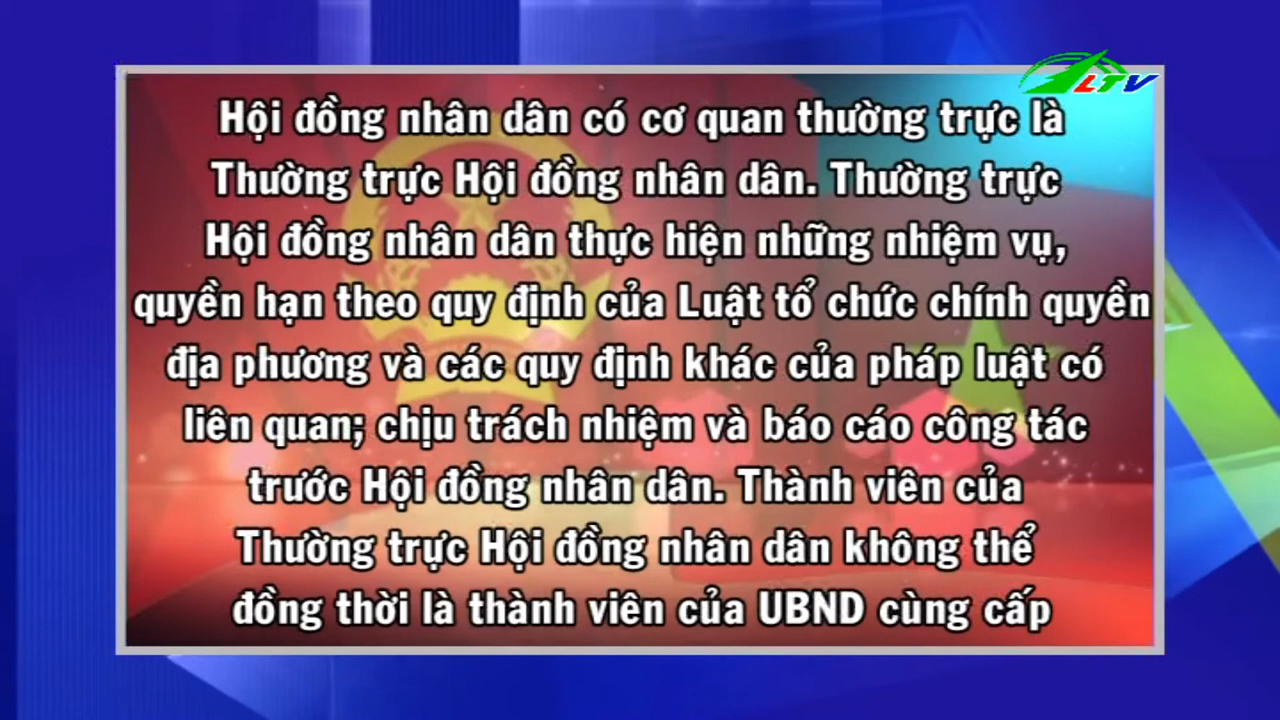 LTV
Hội đồng nhân dân có cơ quan thường trực là
Thường trực Hội đồng nhân dân. Thường trực
Hội đồng nhân dân thực hiện những nhiệm vụ,
quyền hạn theo quy định của Luật tổ chức chính quyền
địa phương và các quy định khác của pháp luật có
liên quan; chịu trách nhiệm và báo cáo công tác
trước Hội đồng nhân dân. Thành viên của
Thường trực Hội đồng nhân dân không thể
đồng thời là thành viên của UBND cùng cấp